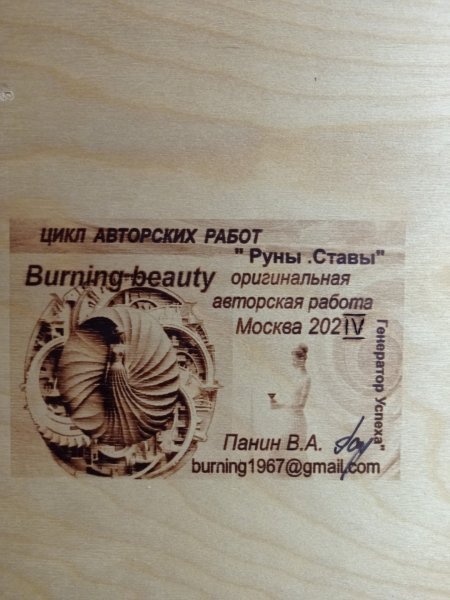 ЦИКЛ АВТОРСКИХ РАБОТ
" Руны .Ставы"
Burning beauty оригинальная
авторская работа
Москва 202IV
Генератор Успеха"
Панин В.А.
burning1967@gmail.com